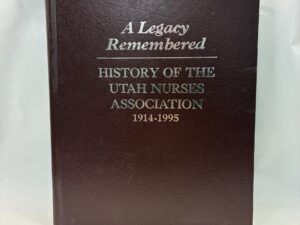 A Legacy
Remembered
HISTORY OF THE
UTAH NURSES
ASSOCIATION
1914-1995